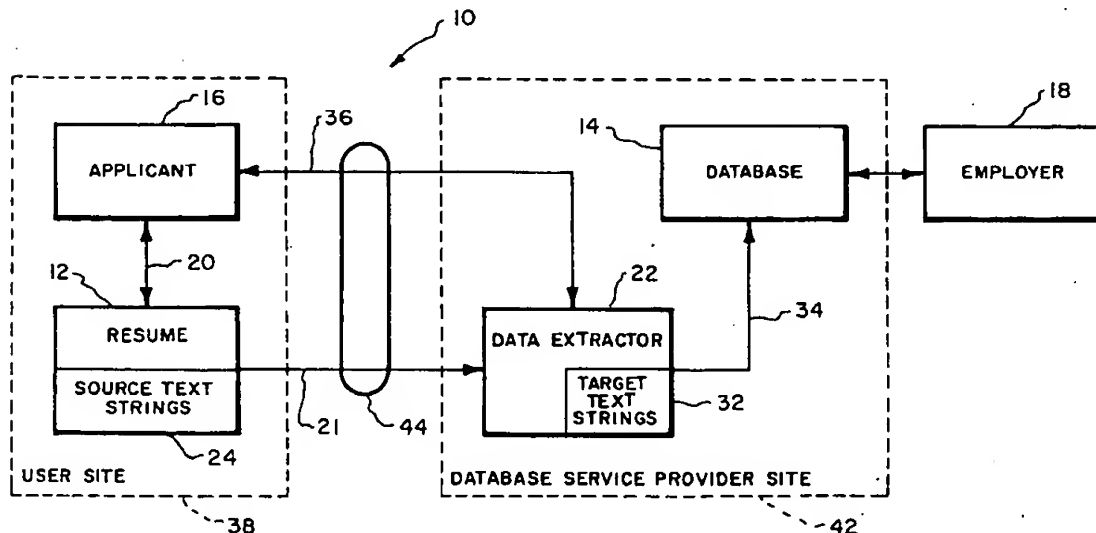 10
16
36
14
18
APPLICANT
DATABASE
EMPLOYER
20
12
22
34
RESUME
DATA EXTRACTOR
SOURCE TEXT
STRINGS
TARGET
TEXT
STRINGS
32
24
21
44
USER SITE
DATABASE SERVICE PROVIDER SITE
38
42